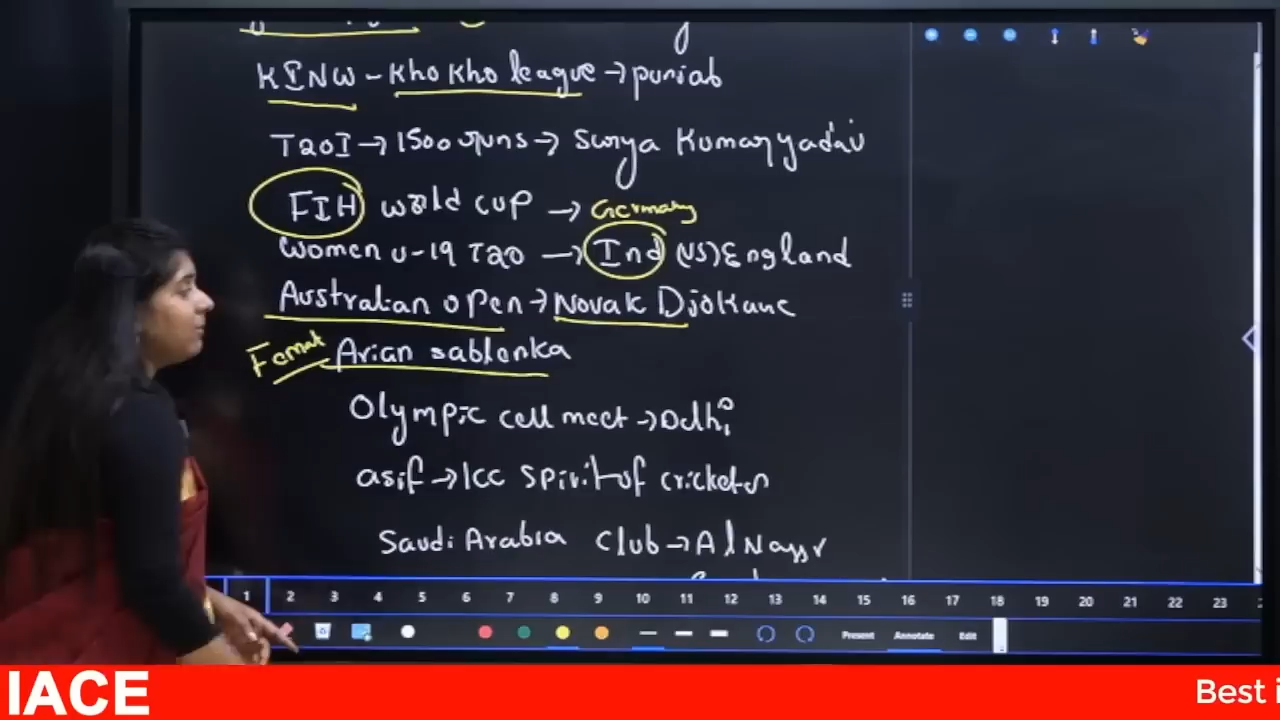 KINW - Kho Kho league → punjab
T20I → 1500 runs → Surya Kumar yadav
FIH world cup → Germany
Women U-19 T20 → Ind (VS) England
Australian open → Novak Djokanc
Female Arian sablenka
Olympic cell meet → Delhi
asif → ICC Spirit of cricketer
Saudi Arabia Club → Al Nassr
1 2 3 4 5 6 7 8 9 10 11 12 13 14 15 16 17 18 19 20 21 22 23
Present Annotate Edit
IACE
Best i